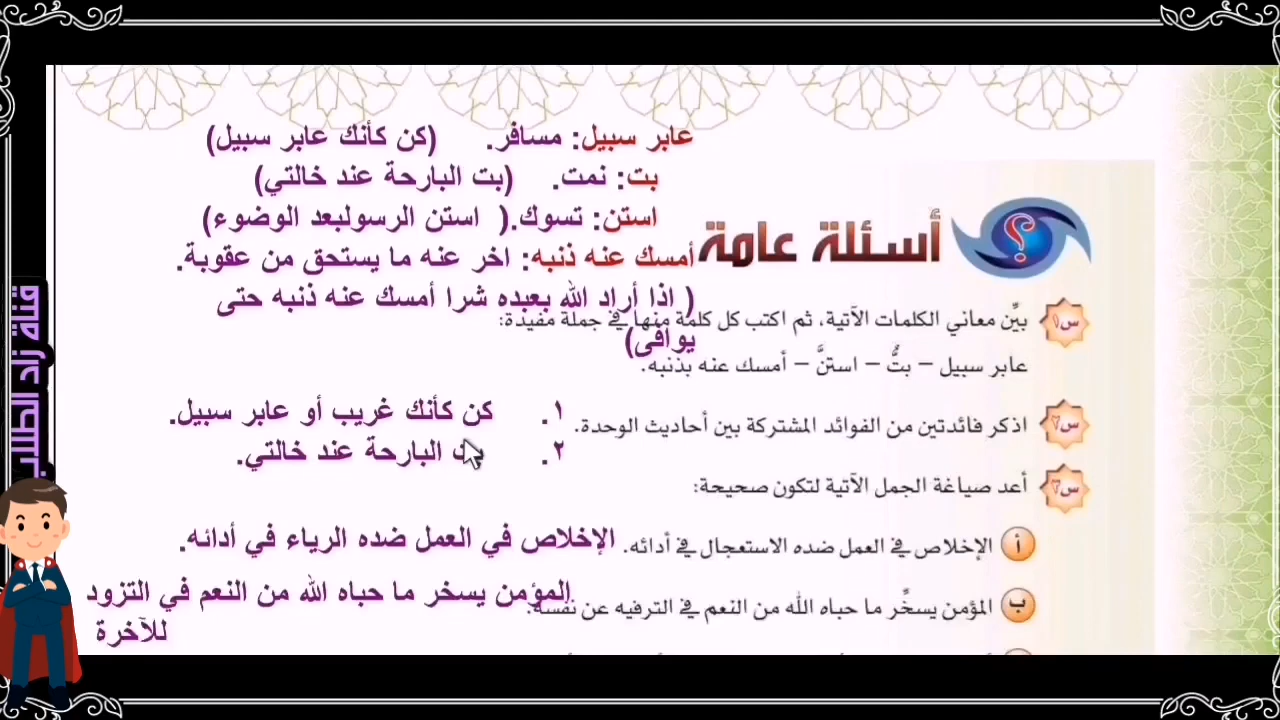 عابر سبيل: مسافر. (كن كأنك عابر سبيل)
بت: نمت. (بت البارحة عند خالتي)
استن: تسوك.( استن الرسولبعد الوضوء)
أسئلة عامة
أمسك عنه ذنبه: اخر عنه ما يستحق من عقوبة.
( اذا أراد الله بعبده شرا أمسك عنه ذنبه حتى
يوافى)
س١ بيِّن معاني الكلمات الآتية، ثم اكتب كل كلمة منها في جملة مفيدة:
عابر سبيل – بتُّ – استنَّ – أمسك عنه بذنبه.
س٢ اذكر فائدتين من الفوائد المشتركة بين أحاديث الوحدة.
١. كن كأنك غريب أو عابر سبيل.
٢. البارحة عند خالتي.
س٣ أعد صياغة الجمل الآتية لتكون صحيحة:
أ الإخلاص في العمل ضده الاستعجال في أدائه.
الإخلاص في العمل ضده الرياء في أدائه.
ب المؤمن يسخِّر ما حباه الله من النعم في الترفيه عن نفسه.
المؤمن يسخر ما حباه الله من النعم في التزود
للآخرة
قناة زاد الطلاب